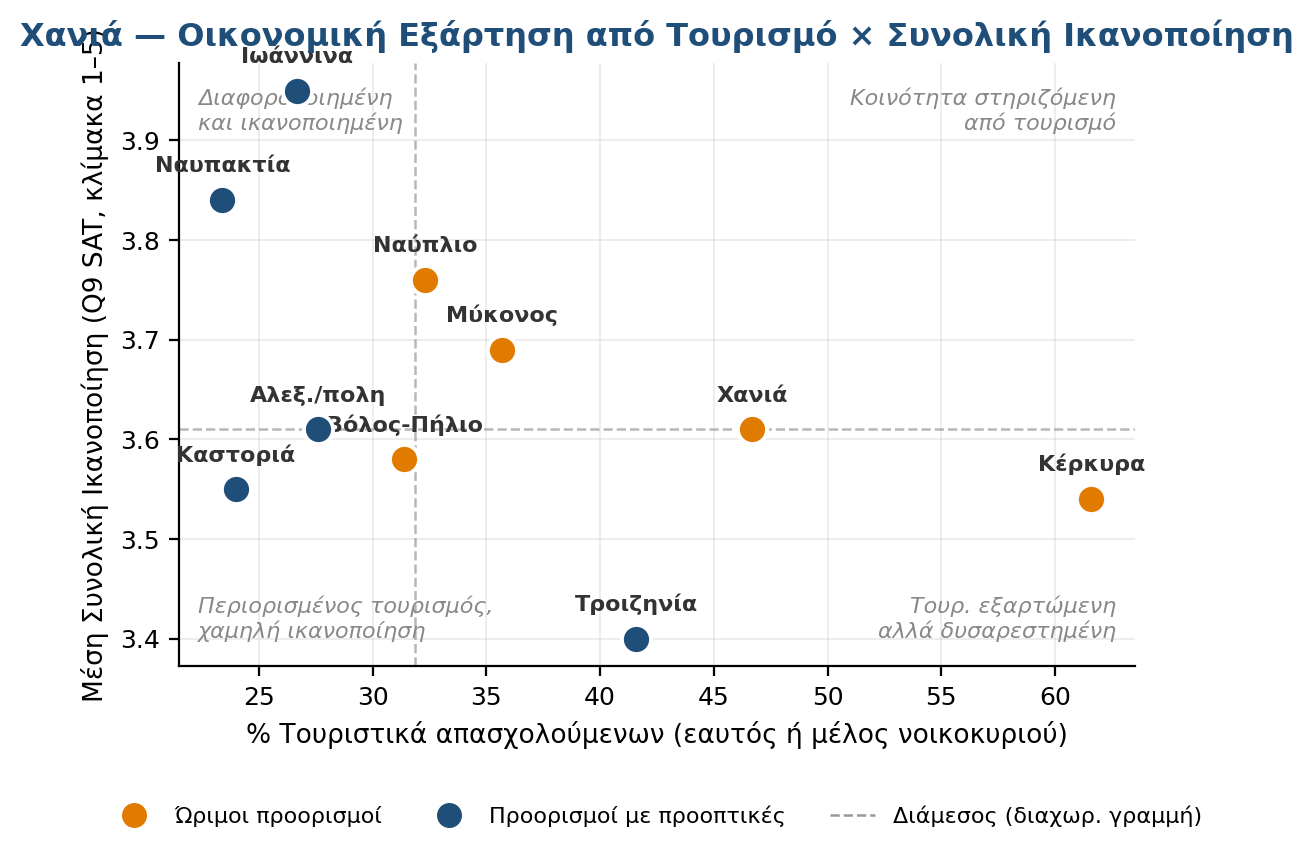 Χανιά — Οικονομική Εξάρτηση από Τουρισμό × Συνολική Ικανοποίηση
Μέση Συνολική Ικανοποίηση (Q9 SAT, κλίμακα 1–5)
Ιωάννινα
Διαφοροποιημένη
και ικανοποιημένη
Κοινότητα στηριζόμενη
από τουρισμό
3.9
Ναυπακτία
3.8
Ναύπλιο
Μύκονος
3.7
Αλεξ./πολη
Χανιά
Βόλος-Πήλιο
3.6
Καστοριά
Κέρκυρα
3.5
Τροιζηνία
Περιορισμένος τουρισμός,
χαμηλή ικανοποίηση
Τουρ. εξαρτώμενη
αλλά δυσαρεστημένη
3.4
25 30 35 40 45 50 55 60
% Τουριστικά απασχολούμενων (εαυτός ή μέλος νοικοκυριού)
Ώριμοι προορισμοί
Προορισμοί με προοπτικές
Διάμεσος (διαχωρ. γραμμή)